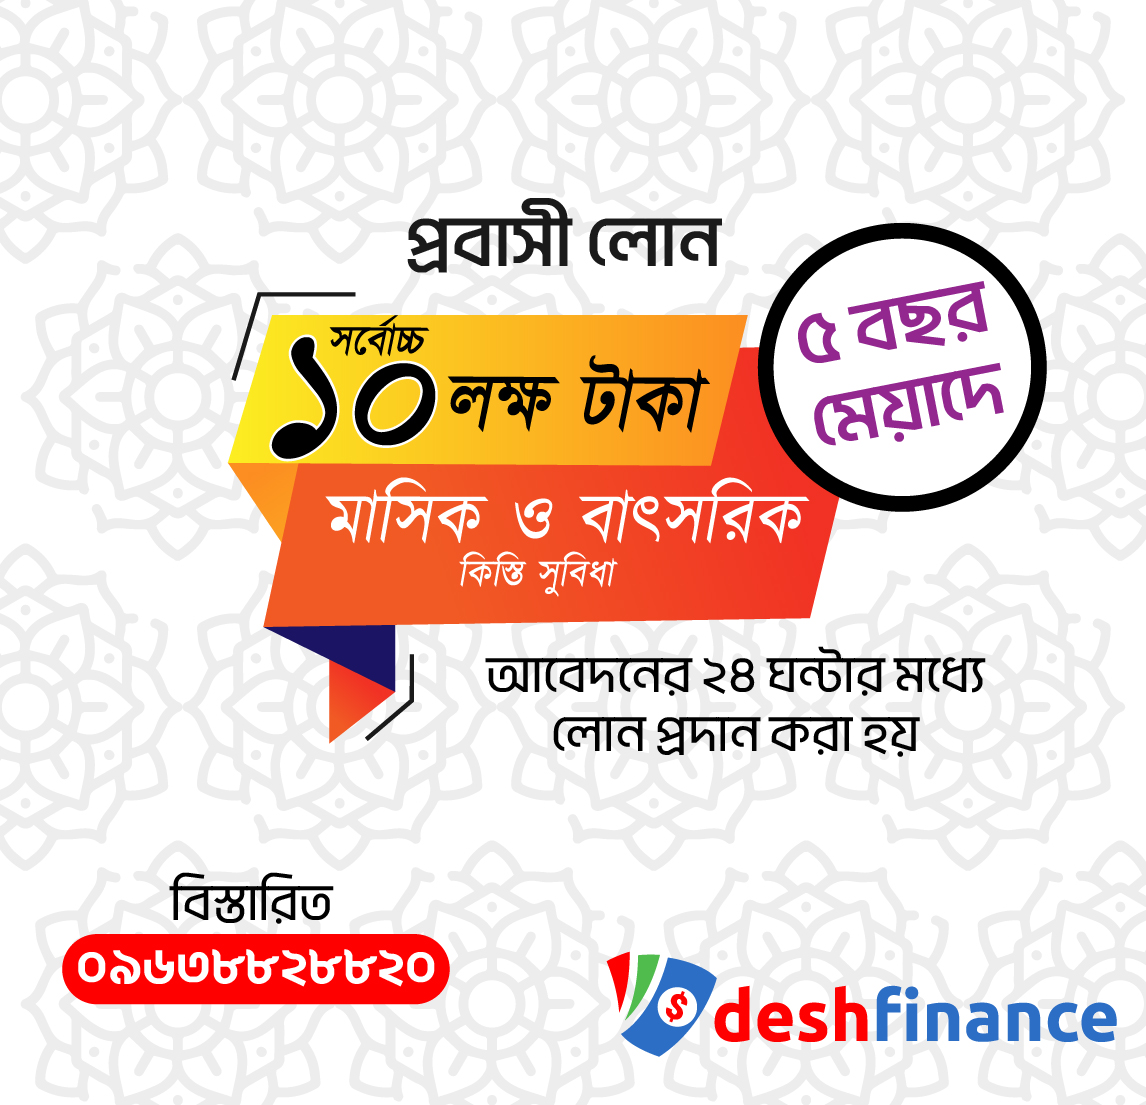 প্রবাসী লোন
৫ বছর
মেয়াদে
সর্বোচ্চ
১০ লক্ষ টাকা
মাসিক ও বাৎসরিক
কিস্তি সুবিধা
আবেদনের ২৪ ঘন্টার মধ্যে
লোন প্রদান করা হয়
বিস্তারিত
০৯৬৩৮৮২৮৮২০
$
deshfinance